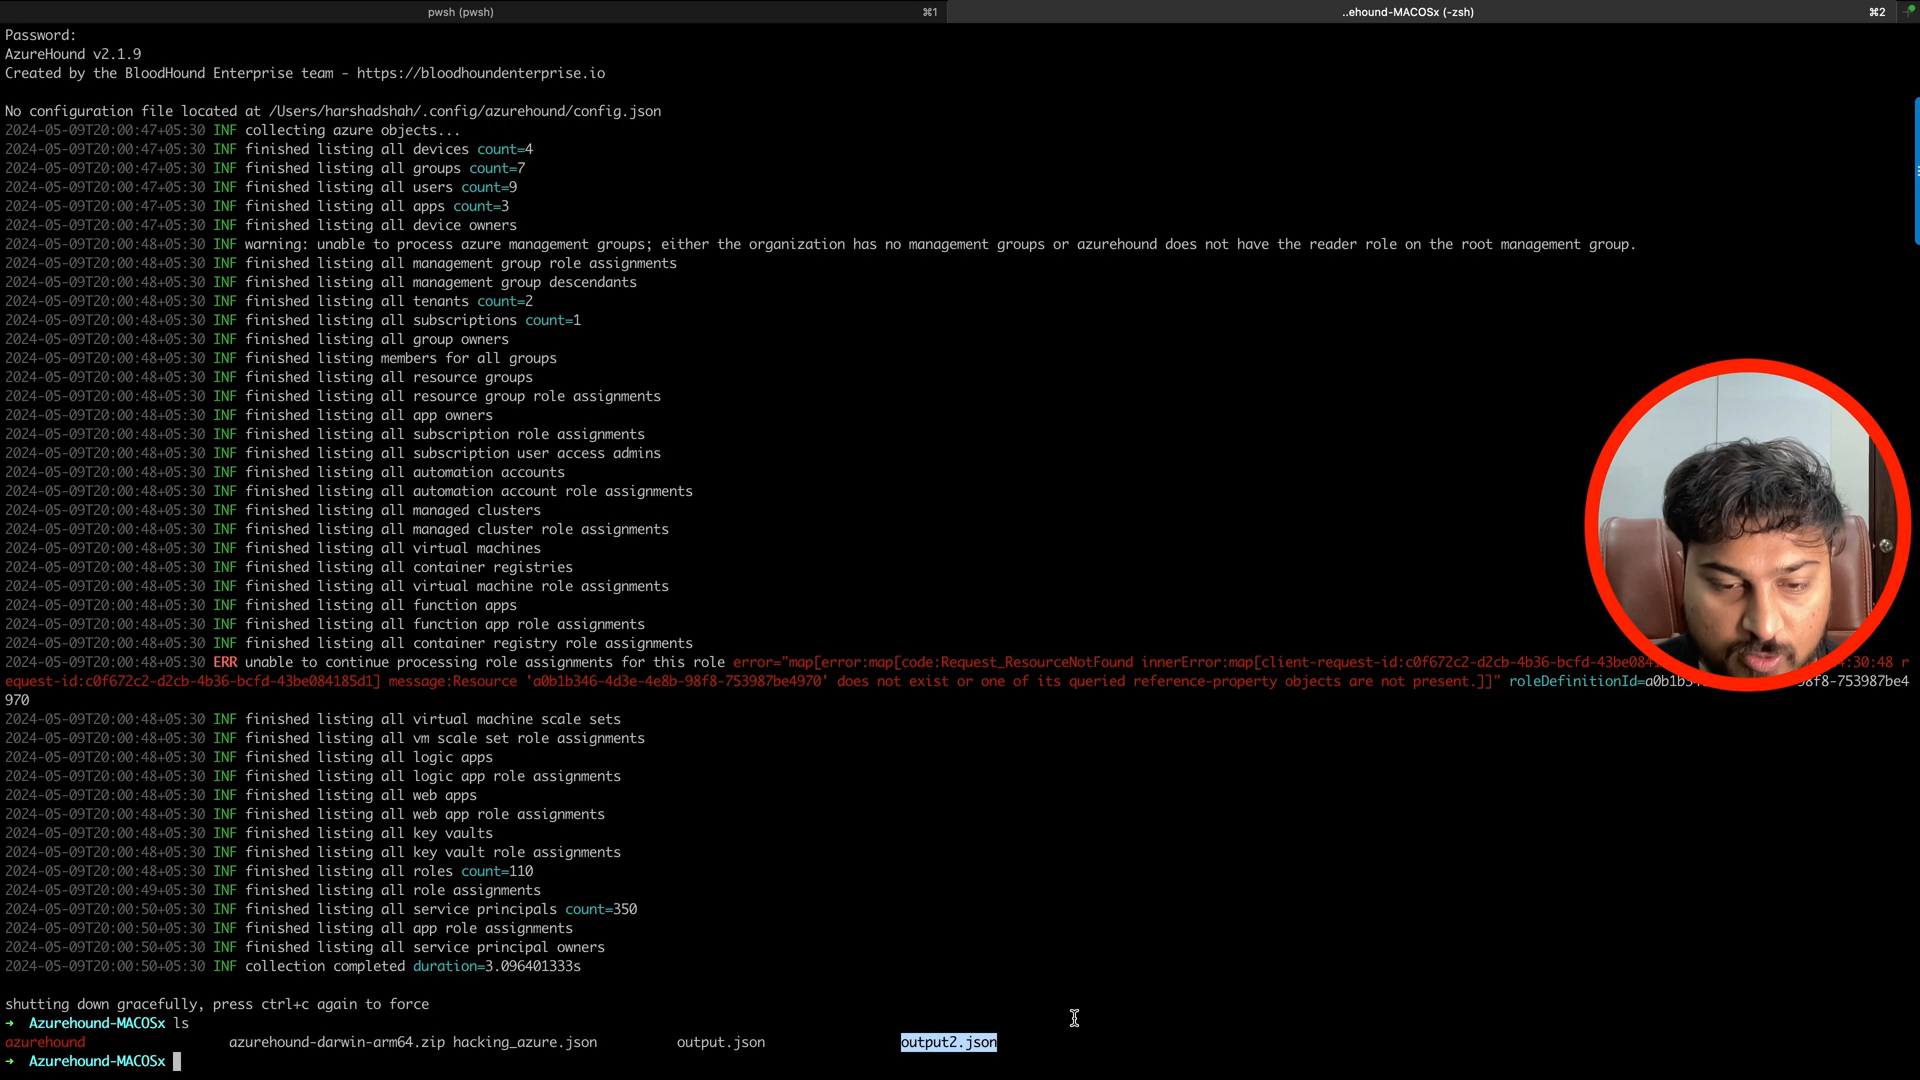 pwsh (pwsh) ⌘1 ..ehound-MACOSx (-zsh) ⌘2
Password:
AzureHound v2.1.9
Created by the BloodHound Enterprise team - https://bloodhoundenterprise.io
No configuration file located at /Users/harshadshah/.config/azurehound/config.json
2024-05-09T20:00:47+05:30 INF collecting azure objects...
2024-05-09T20:00:47+05:30 INF finished listing all devices count=4
2024-05-09T20:00:47+05:30 INF finished listing all groups count=7
2024-05-09T20:00:47+05:30 INF finished listing all users count=9
2024-05-09T20:00:47+05:30 INF finished listing all apps count=3
2024-05-09T20:00:47+05:30 INF finished listing all device owners
2024-05-09T20:00:48+05:30 INF warning: unable to process azure management groups; either the organization has no management groups or azurehound does not have the reader role on the root management group.
2024-05-09T20:00:48+05:30 INF finished listing all management group role assignments
2024-05-09T20:00:48+05:30 INF finished listing all management group descendants
2024-05-09T20:00:48+05:30 INF finished listing all tenants count=2
2024-05-09T20:00:48+05:30 INF finished listing all subscriptions count=1
2024-05-09T20:00:48+05:30 INF finished listing all group owners
2024-05-09T20:00:48+05:30 INF finished listing members for all groups
2024-05-09T20:00:48+05:30 INF finished listing all resource groups
2024-05-09T20:00:48+05:30 INF finished listing all resource group role assignments
2024-05-09T20:00:48+05:30 INF finished listing all app owners
2024-05-09T20:00:48+05:30 INF finished listing all subscription role assignments
2024-05-09T20:00:48+05:30 INF finished listing all subscription user access admins
2024-05-09T20:00:48+05:30 INF finished listing all automation accounts
2024-05-09T20:00:48+05:30 INF finished listing all automation account role assignments
2024-05-09T20:00:48+05:30 INF finished listing all managed clusters
2024-05-09T20:00:48+05:30 INF finished listing all managed cluster role assignments
2024-05-09T20:00:48+05:30 INF finished listing all virtual machines
2024-05-09T20:00:48+05:30 INF finished listing all container registries
2024-05-09T20:00:48+05:30 INF finished listing all virtual machine role assignments
2024-05-09T20:00:48+05:30 INF finished listing all function apps
2024-05-09T20:00:48+05:30 INF finished listing all function app role assignments
2024-05-09T20:00:48+05:30 INF finished listing all container registry role assignments
2024-05-09T20:00:48+05:30 ERR unable to continue processing role assignments for this role error="map[error:map[code:Request_ResourceNotFound innerError:map[client-request-id:c0f672c2-d2cb-4b36-bcfd-43be084 :30:48 r
equest-id:c0f672c2-d2cb-4b36-bcfd-43be084185d1] message:Resource 'a0b1b346-4d3e-4e8b-98f8-753987be4970' does not exist or one of its queried reference-property objects are not present.]]" roleDefinitionId=a0b1b3 98f8-753987be4
970
2024-05-09T20:00:48+05:30 INF finished listing all virtual machine scale sets
2024-05-09T20:00:48+05:30 INF finished listing all vm scale set role assignments
2024-05-09T20:00:48+05:30 INF finished listing all logic apps
2024-05-09T20:00:48+05:30 INF finished listing all logic app role assignments
2024-05-09T20:00:48+05:30 INF finished listing all web apps
2024-05-09T20:00:48+05:30 INF finished listing all web app role assignments
2024-05-09T20:00:48+05:30 INF finished listing all key vaults
2024-05-09T20:00:48+05:30 INF finished listing all key vault role assignments
2024-05-09T20:00:48+05:30 INF finished listing all roles count=110
2024-05-09T20:00:49+05:30 INF finished listing all role assignments
2024-05-09T20:00:50+05:30 INF finished listing all service principals count=350
2024-05-09T20:00:50+05:30 INF finished listing all app role assignments
2024-05-09T20:00:50+05:30 INF finished listing all service principal owners
2024-05-09T20:00:50+05:30 INF collection completed duration=3.096401333s
shutting down gracefully, press ctrl+c again to force
→ Azurehound-MACOSx ls
azurehound azurehound-darwin-arm64.zip hacking_azure.json output.json output2.json
→ Azurehound-MACOSx